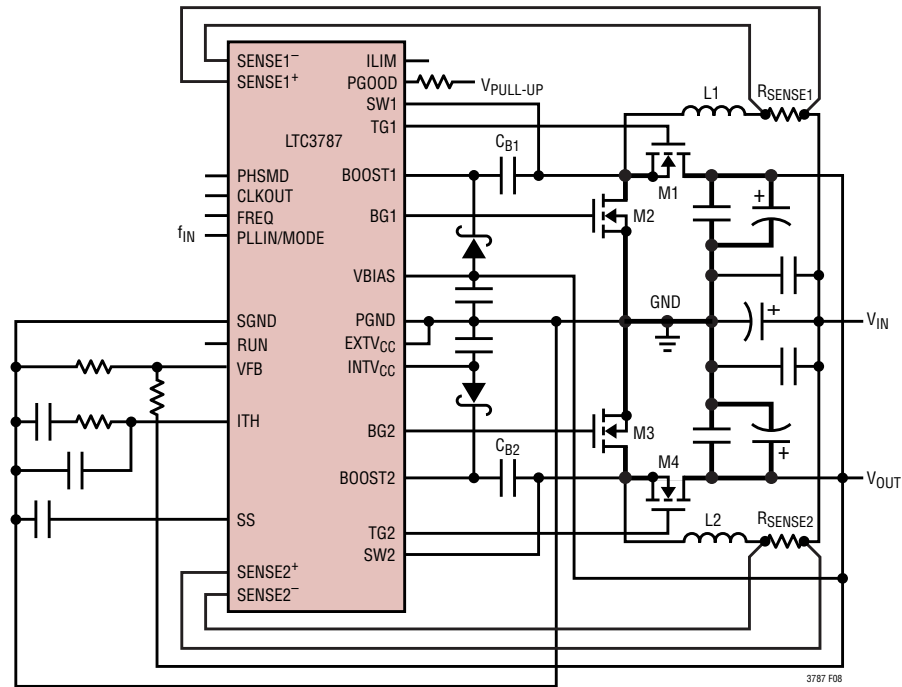 SENSE1–
SENSE1+
LTC3787
PHSMD
CLKOUT
FREQ
fIN
PLLIN/MODE
SGND
RUN
VFB
ITH
SS
SENSE2+
SENSE2–
ILIM
PGOOD
VPULL-UP
SW1
TG1
BOOST1
CB1
BG1
VBIAS
PGND
EXTVCC
INTVCC
BG2
CB2
BOOST2
TG2
SW2
L1
RSENSE1
M1
M2
+
GND
+
VIN
M3
M4
+
VOUT
L2
RSENSE2
3787 F08